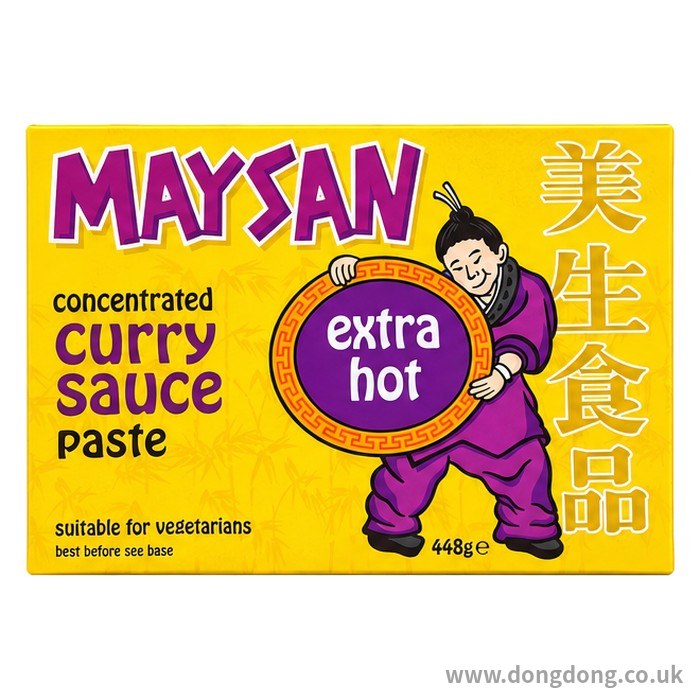 MAYSAN
concentrated
curry
sauce
paste
extra
hot
suitable for vegetarians
best before see base
448g℮
美生食品
www.dongdong.co.uk